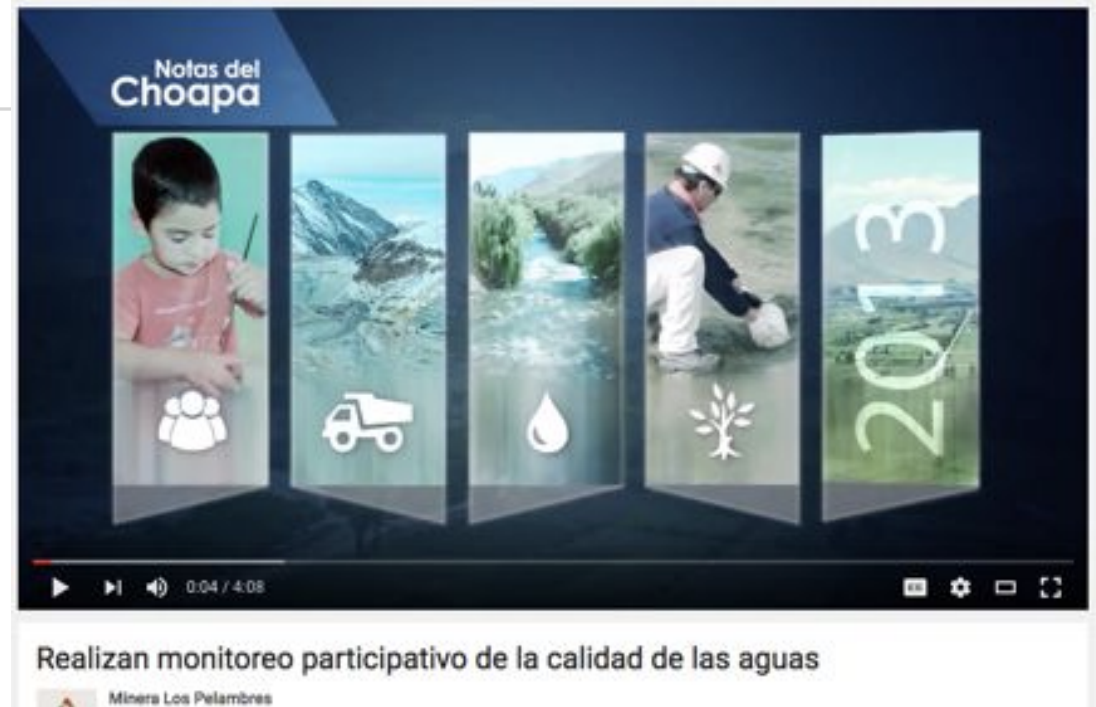 Notas del
Choapa
2013
0:04 / 4:08
CC
Realizan monitoreo participativo de la calidad de las aguas
Minera Los Pelambres